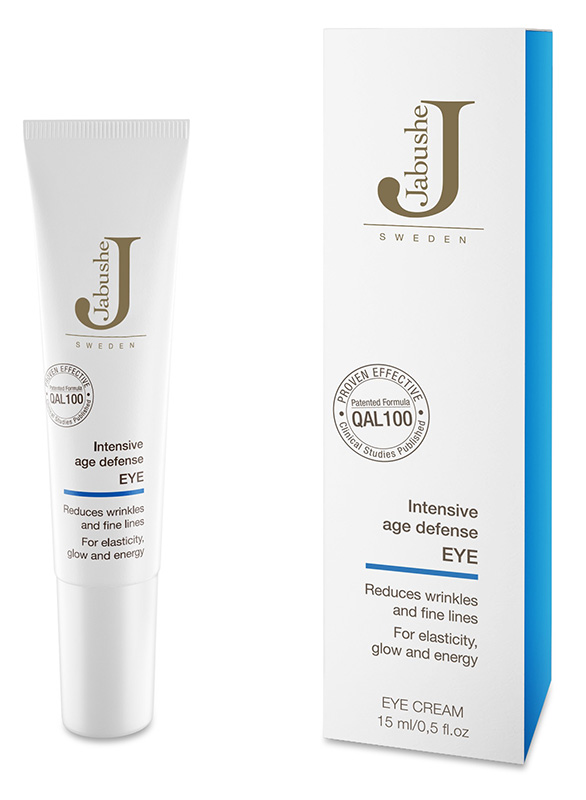 Jabushe
J
SWEDEN
PROVEN EFFECTIVE
Patented Formula
QAL100
Clinical Studies Published
Intensive
age defense
EYE
Reduces wrinkles
and fine lines
For elasticity,
glow and energy
Jabushe
J
SWEDEN
PROVEN EFFECTIVE
Patented Formula
QAL100
Clinical Studies Published
Intensive
age defense
EYE
Reduces wrinkles
and fine lines
For elasticity,
glow and energy
EYE CREAM
15 ml/0,5 fl.oz